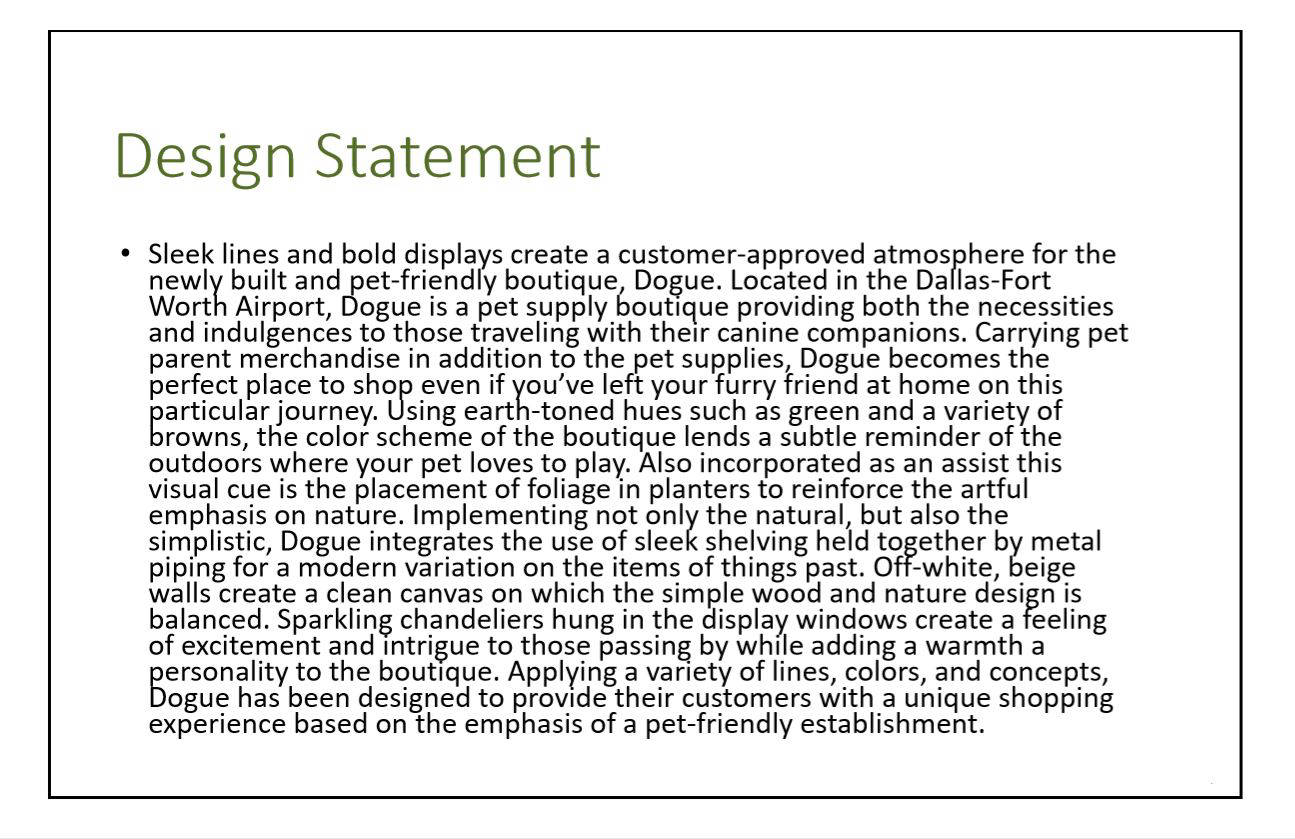 Design Statement
• Sleek lines and bold displays create a customer-approved atmosphere for the
newly built and pet-friendly boutique, Dogue. Located in the Dallas-Fort
Worth Airport, Dogue is a pet supply boutique providing both the necessities
and indulgences to those traveling with their canine companions. Carrying pet
parent merchandise in addition to the pet supplies, Dogue becomes the
perfect place to shop even if you’ve left your furry friend at home on this
particular journey. Using earth-toned hues such as green and a variety of
browns, the color scheme of the boutique lends a subtle reminder of the
outdoors where your pet loves to play. Also incorporated as an assist this
visual cue is the placement of foliage in planters to reinforce the artful
emphasis on nature. Implementing not only the natural, but also the
simplistic, Dogue integrates the use of sleek shelving held together by metal
piping for a modern variation on the items of things past. Off-white, beige
walls create a clean canvas on which the simple wood and nature design is
balanced. Sparkling chandeliers hung in the display windows create a feeling
of excitement and intrigue to those passing by while adding a warmth a
personality to the boutique. Applying a variety of lines, colors, and concepts,
Dogue has been designed to provide their customers with a unique shopping
experience based on the emphasis of a pet-friendly establishment.